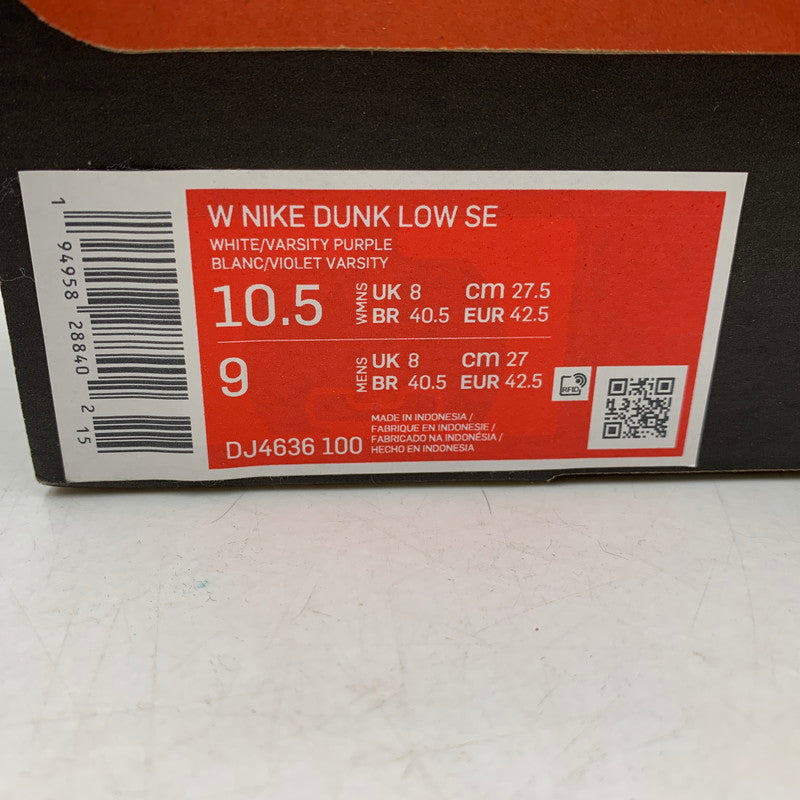 W NIKE DUNK LOW SE
WHITE/VARSITY PURPLE
BLANC/VIOLET VARSITY
10.5 WMNS UK 8 cm 27.5
BR 40.5 EUR 42.5
9 MENS UK 8 cm 27
BR 40.5 EUR 42.5
RFID
DJ4636 100
MADE IN INDONESIA /
FABRIQUE EN INDONESIE /
FABRICADO NA INDONÉSIA /
HECHO EN INDONESIA
1 94958 28840 2 15